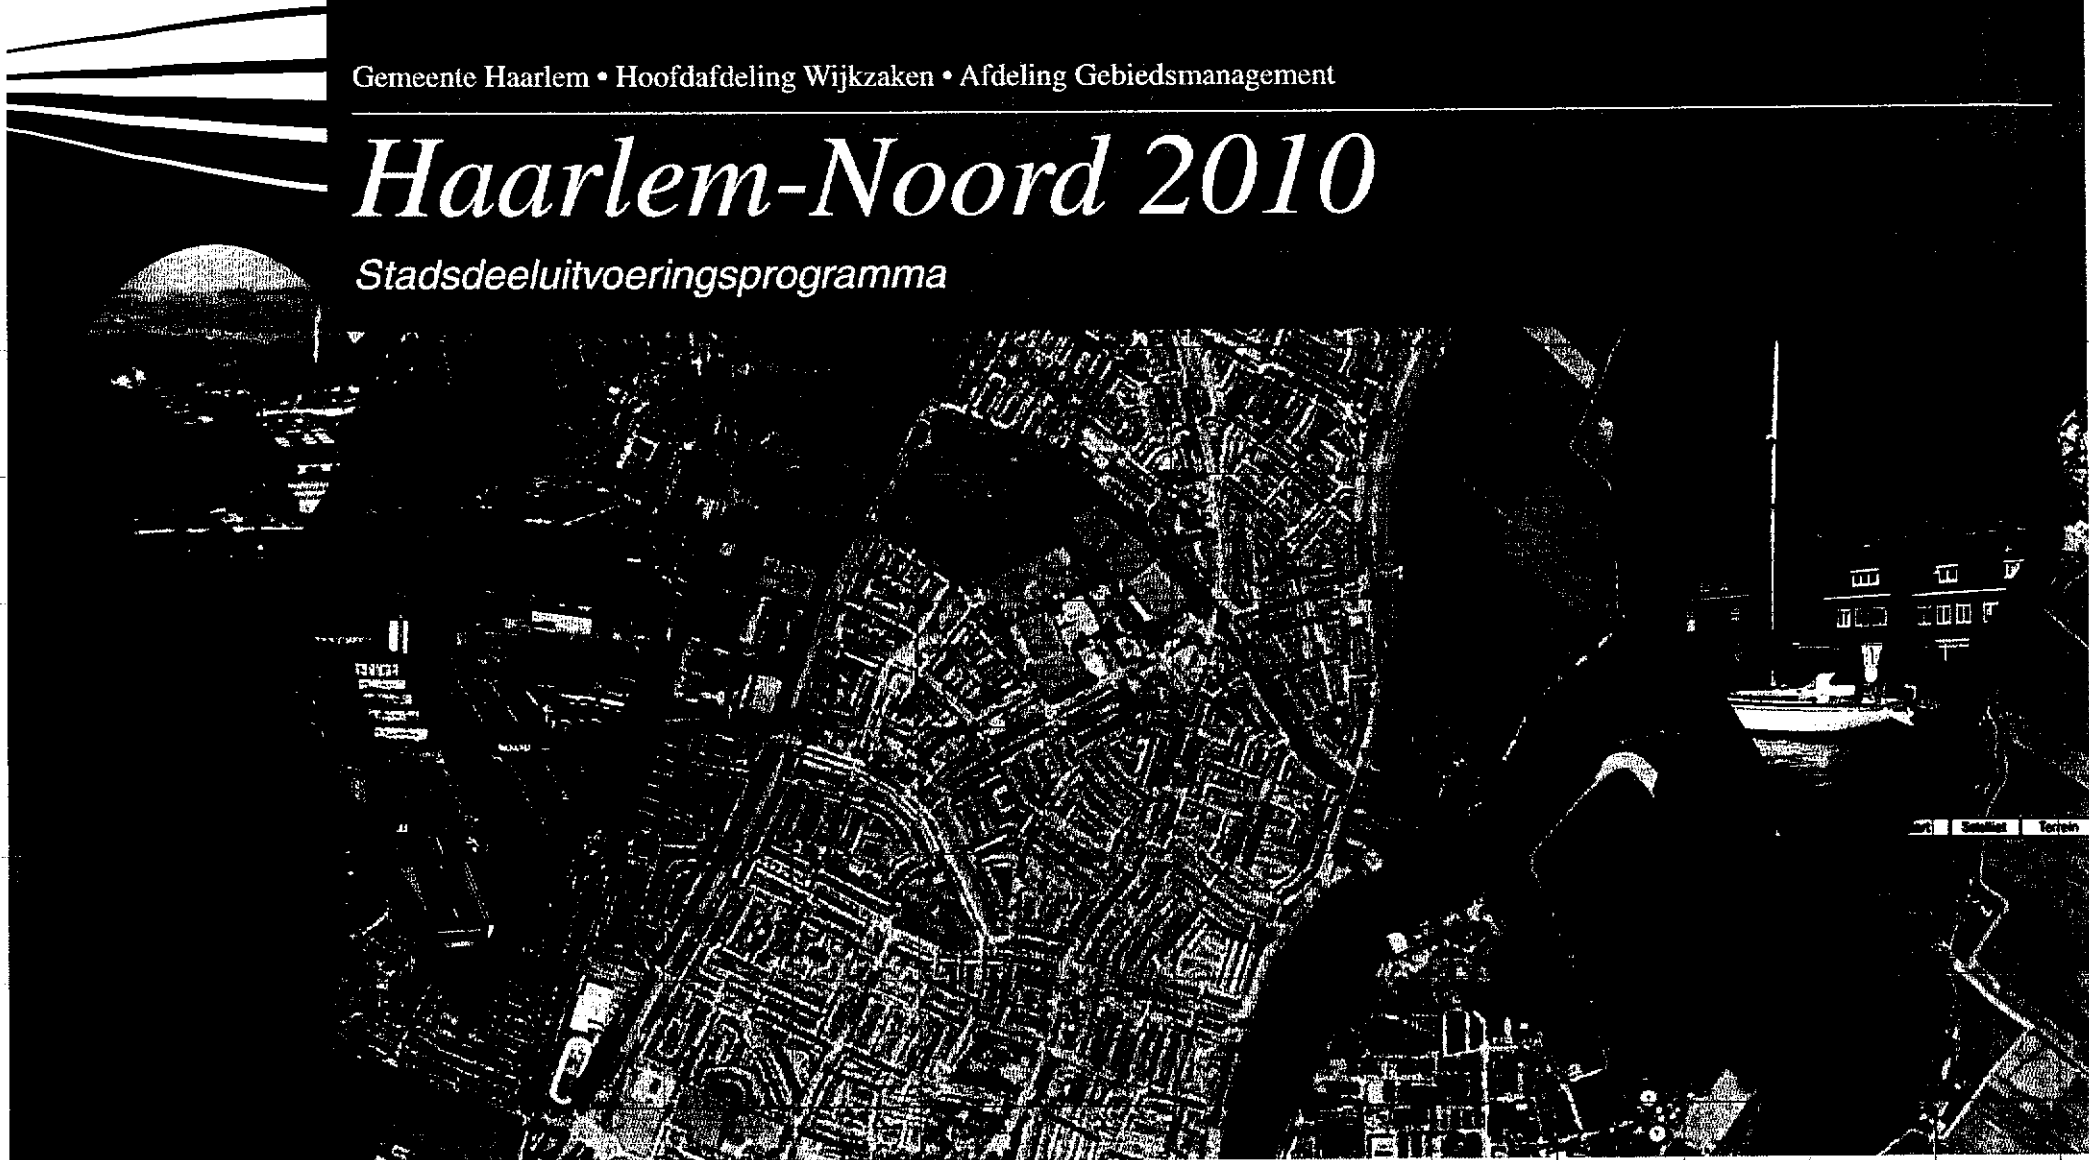 Gemeente Haarlem • Hoofdafdeling Wijkzaken • Afdeling Gebiedsmanagement
Haarlem-Noord 2010
Stadsdeeluitvoeringsprogramma
Satelliet
Terrein